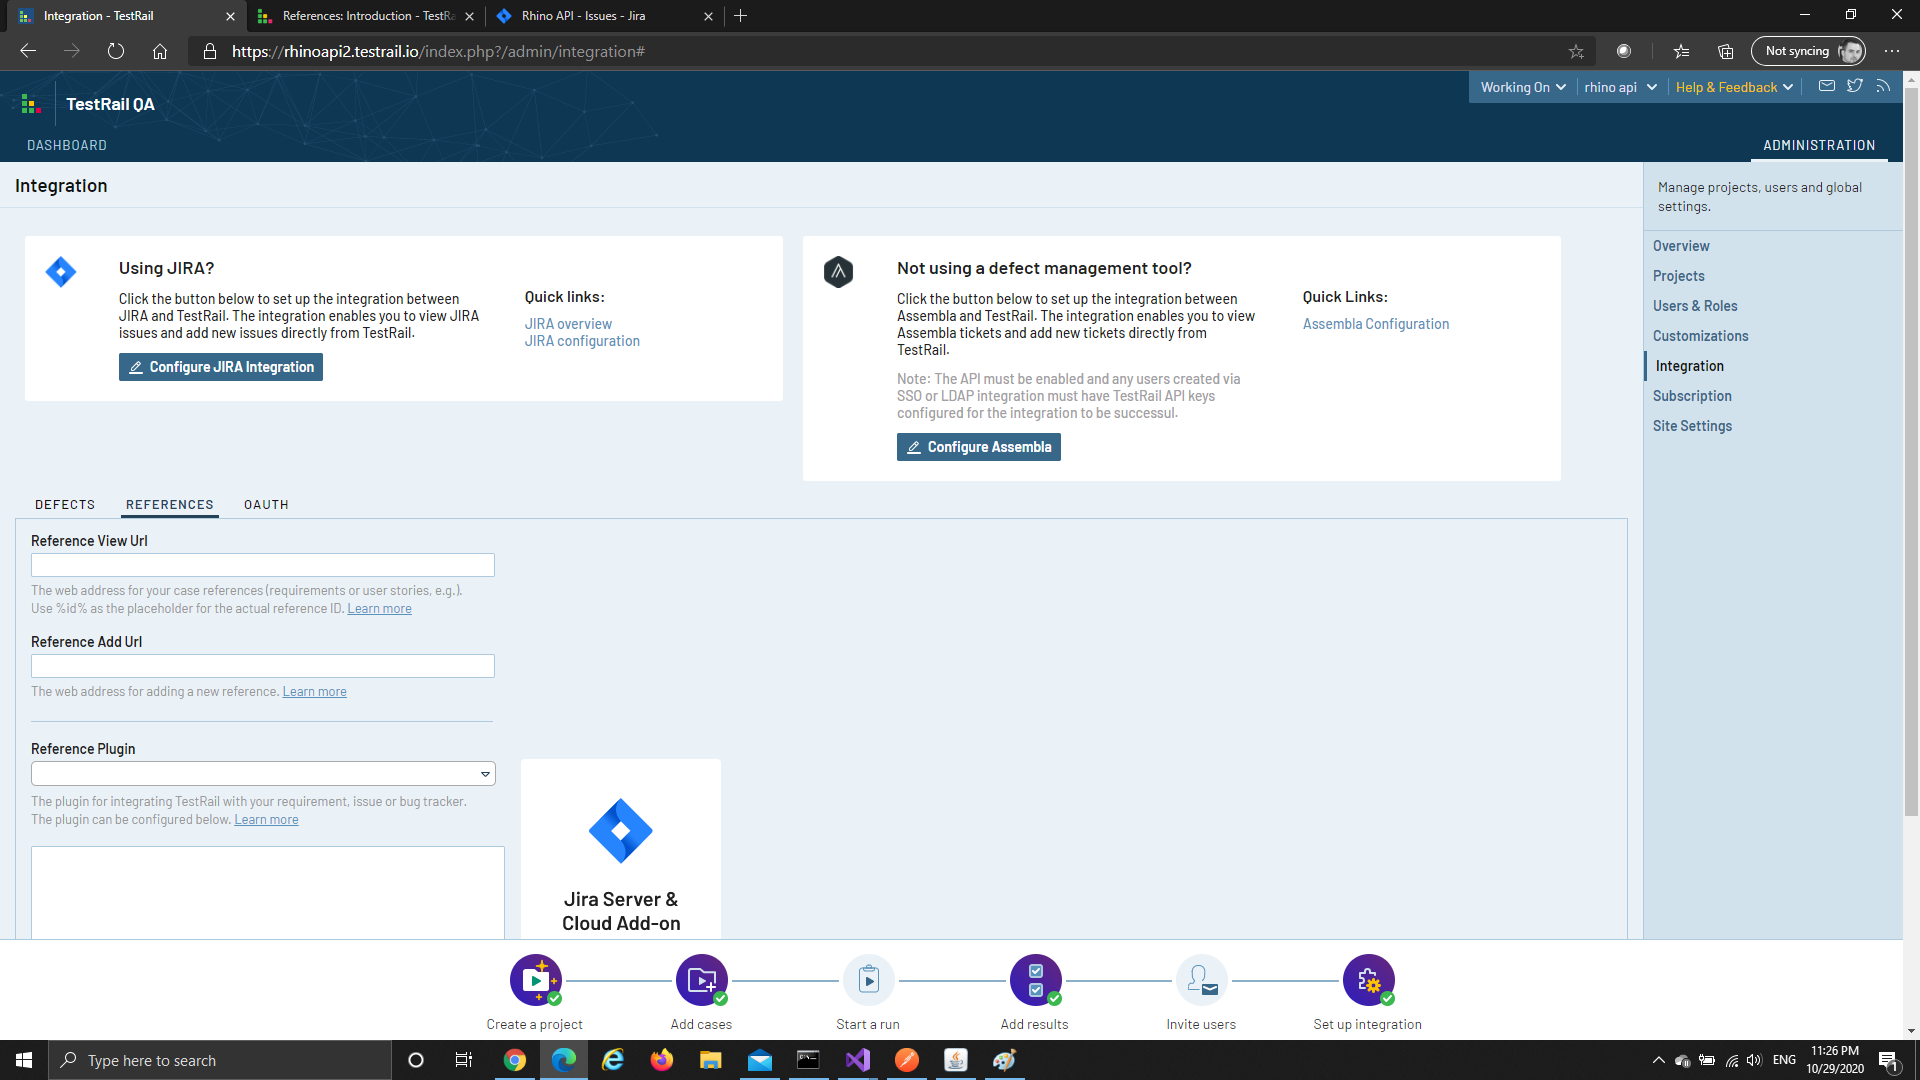 Integration - TestRail
References: Introduction - TestRa
Rhino API - Issues - Jira
https://rhinoapi2.testrail.io/index.php?/admin/integration#
Not syncing
TestRail QA
Working On
rhino api
Help & Feedback
DASHBOARD
ADMINISTRATION
Integration
Manage projects, users and global
settings.
Overview
Projects
Users & Roles
Customizations
Integration
Subscription
Site Settings
Using JIRA?
Click the button below to set up the integration between
JIRA and TestRail. The integration enables you to view JIRA
issues and add new issues directly from TestRail.
Configure JIRA Integration
Quick links:
JIRA overview
JIRA configuration
Not using a defect management tool?
Click the button below to set up the integration between
Assembla and TestRail. The integration enables you to view
Assembla tickets and add new tickets directly from
TestRail.
Note: The API must be enabled and any users created via
SSO or LDAP integration must have TestRail API keys
configured for the integration to be successul.
Configure Assembla
Quick Links:
Assembla Configuration
DEFECTS
REFERENCES
OAUTH
Reference View Url
The web address for your case references (requirements or user stories, e.g.).
Use %id% as the placeholder for the actual reference ID. Learn more
Reference Add Url
The web address for adding a new reference. Learn more
Reference Plugin
The plugin for integrating TestRail with your requirement, issue or bug tracker.
The plugin can be configured below. Learn more
Jira Server &
Cloud Add-on
Create a project
Add cases
Start a run
Add results
Invite users
Set up integration
Type here to search
ENG
11:26 PM
10/29/2020
1